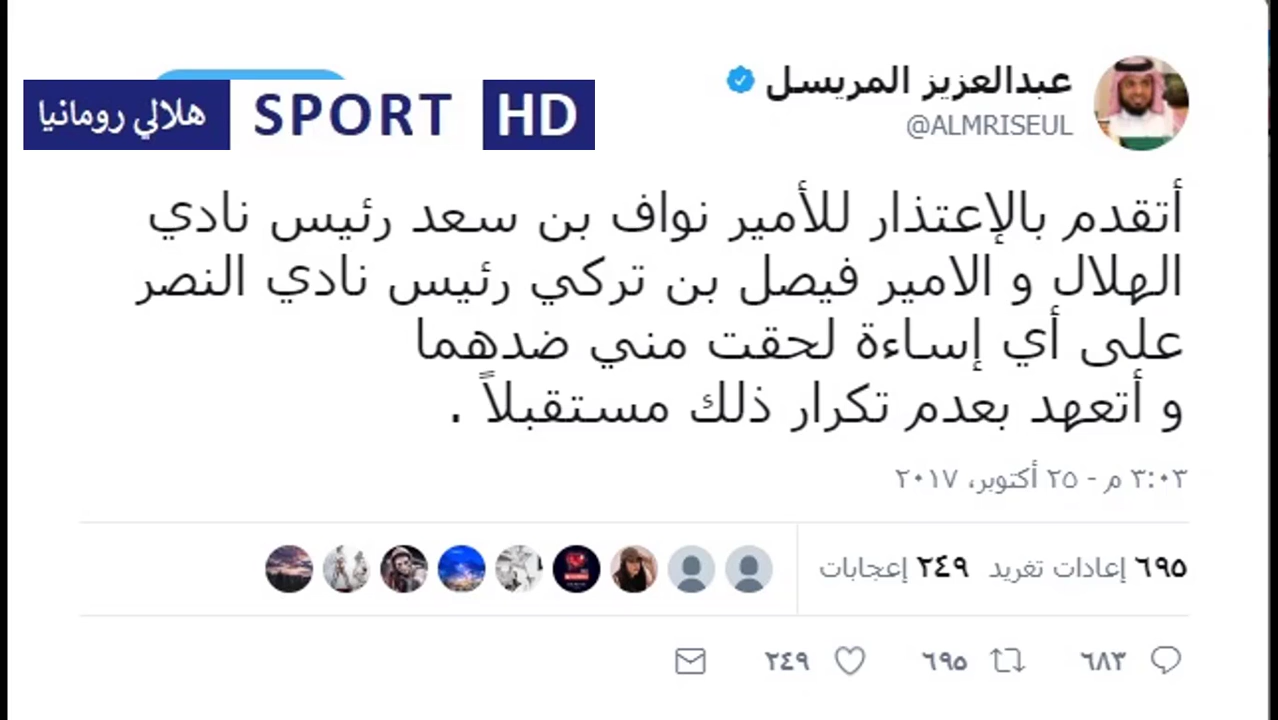 هلالي رومانيا SPORT HD
عبدالعزيز المريسل
@ALMRISEUL
أتقدم بالإعتذار للأمير نواف بن سعد رئيس نادي
الهلال و الامير فيصل بن تركي رئيس نادي النصر
على أي إساءة لحقت مني ضدهما
و أتعهد بعدم تكرار ذلك مستقبلاً .
٣:٠٣ م - ٢٥ أكتوبر، ٢٠١٧
٦٩٥ إعادات تغريد ٢٤٩ إعجابات
٦٨٣ ٦٩٥ ٢٤٩